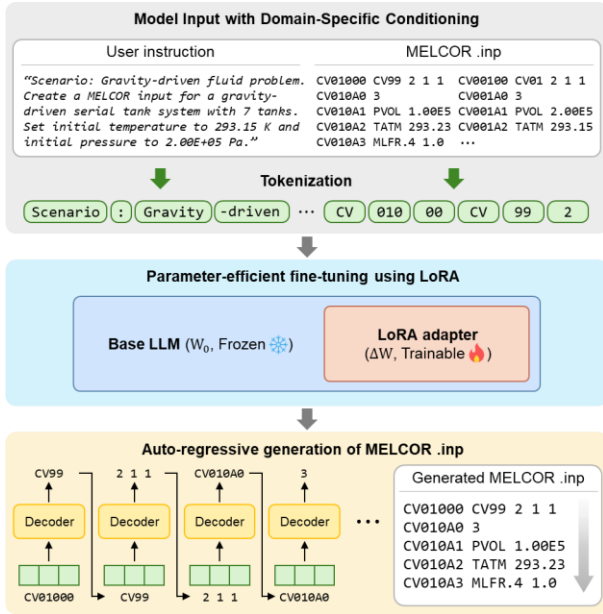 Model Input with Domain-Specific Conditioning
User instruction
“Scenario: Gravity-driven fluid problem.
Create a MELCOR input for a gravity-
driven serial tank system with 7 tanks.
Set initial temperature to 293.15 K and
initial pressure to 2.00E+05 Pa.”
MELCOR .inp
CV01000 CV99 2 1 1
CV010A0 3
CV010A1 PVOL 1.00E5
CV010A2 TATM 293.23
CV010A3 MLFR.4 1.0
CV00100 CV01 2 1 1
CV001A0 3
CV001A1 PVOL 2.00E5
CV001A2 TATM 293.15
...
Tokenization
Scenario : Gravity -driven ... CV 010 00 CV 99 2
Parameter-efficient fine-tuning using LoRA
Base LLM (W₀, Frozen ❄️)
LoRA adapter
(ΔW, Trainable 🔥)
Auto-regressive generation of MELCOR .inp
CV99 2 1 1 CV010A0 3
Decoder Decoder Decoder Decoder ...
CV01000 CV99 2 1 1 CV010A0
Generated MELCOR .inp
CV01000 CV99 2 1 1
CV010A0 3
CV010A1 PVOL 1.00E5
CV010A2 TATM 293.23
CV010A3 MLFR.4 1.0